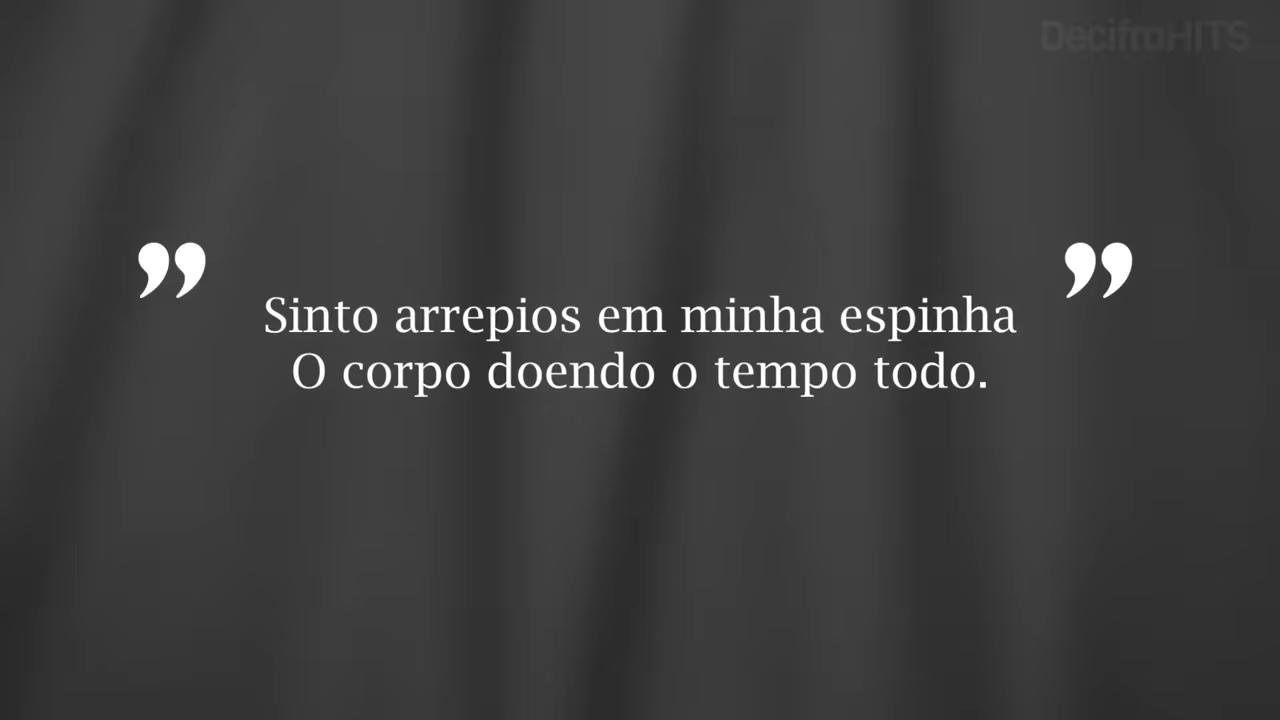 DecifraHITS
” ”
Sinto arrepios em minha espinha
O corpo doendo o tempo todo.